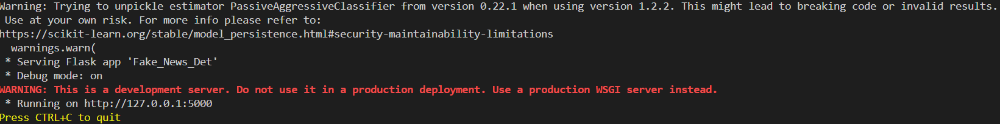 Warning: Trying to unpickle estimator PassiveAggressiveClassifier from version 0.22.1 when using version 1.2.2. This might lead to breaking code or invalid results.
 Use at your own risk. For more info please refer to:
https://scikit-learn.org/stable/model_persistence.html#security-maintainability-limitations
  warnings.warn(
 * Serving Flask app 'Fake_News_Det'
 * Debug mode: on
WARNING: This is a development server. Do not use it in a production deployment. Use a production WSGI server instead.
 * Running on http://127.0.0.1:5000
Press CTRL+C to quit